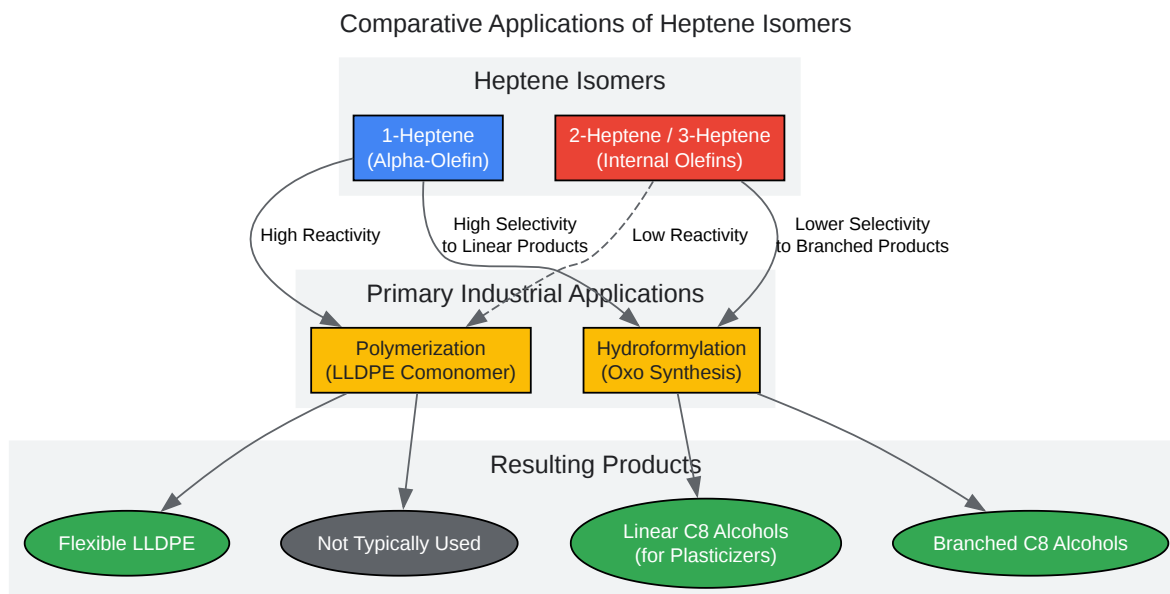 Comparative Applications of Heptene Isomers
Heptene Isomers
1-Heptene
(Alpha-Olefin)
2-Heptene / 3-Heptene
(Internal Olefins)
High Reactivity
High Selectivity
to Linear Products
Low Reactivity
Lower Selectivity
to Branched Products
Primary Industrial Applications
Polymerization
(LLDPE Comonomer)
Hydroformylation
(Oxo Synthesis)
Resulting Products
Flexible LLDPE
Not Typically Used
Linear C8 Alcohols
(for Plasticizers)
Branched C8 Alcohols